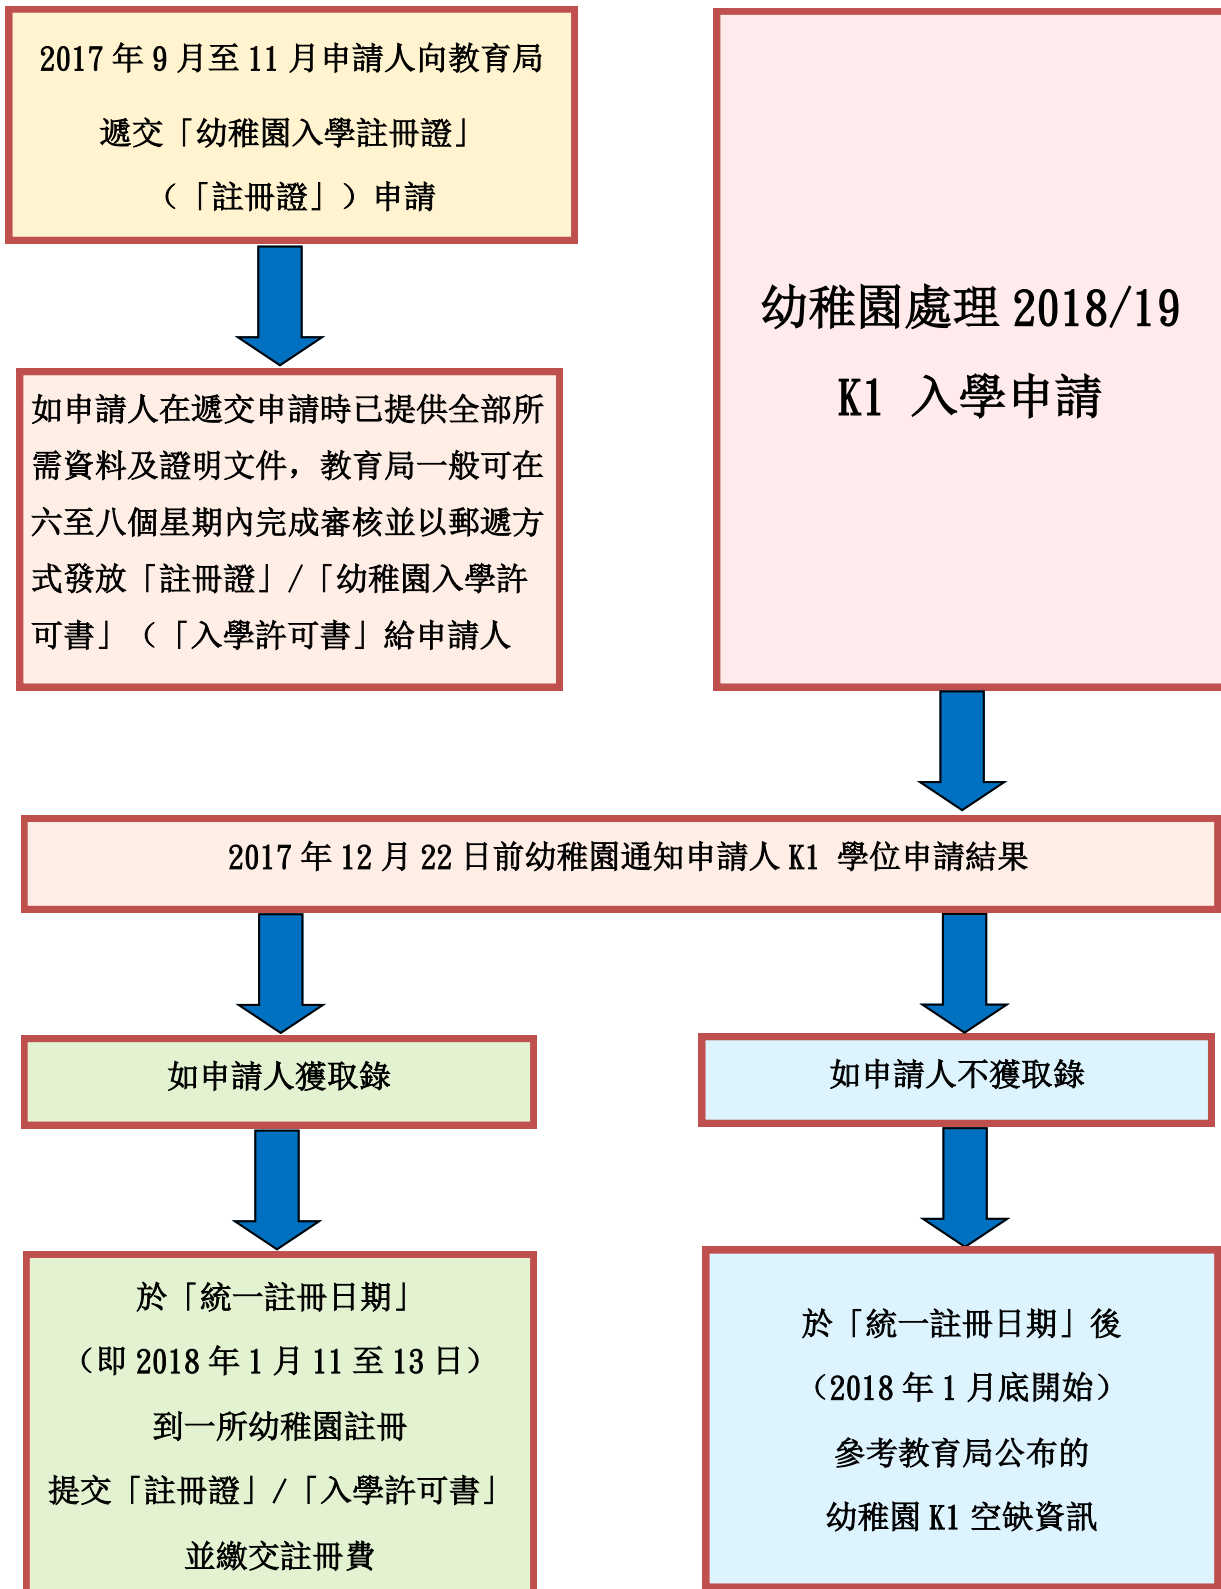 2017 年 9 月至 11 月申請人向教育局
遞交「幼稚園入學註冊證」
（「註冊證」）申請
如申請人在遞交申請時已提供全部所
需資料及證明文件，教育局一般可在
六至八個星期內完成審核並以郵遞方
式發放「註冊證」/「幼稚園入學許
可書」（「入學許可書」給申請人
幼稚園處理 2018/19
K1 入學申請
2017 年 12 月 22 日前幼稚園通知申請人 K1 學位申請結果
如申請人獲取錄
如申請人不獲取錄
於「統一註冊日期」
（即 2018 年 1 月 11 至 13 日）
到一所幼稚園註冊
提交「註冊證」/「入學許可書」
並繳交註冊費
於「統一註冊日期」後
（2018 年 1 月底開始）
參考教育局公布的
幼稚園 K1 空缺資訊